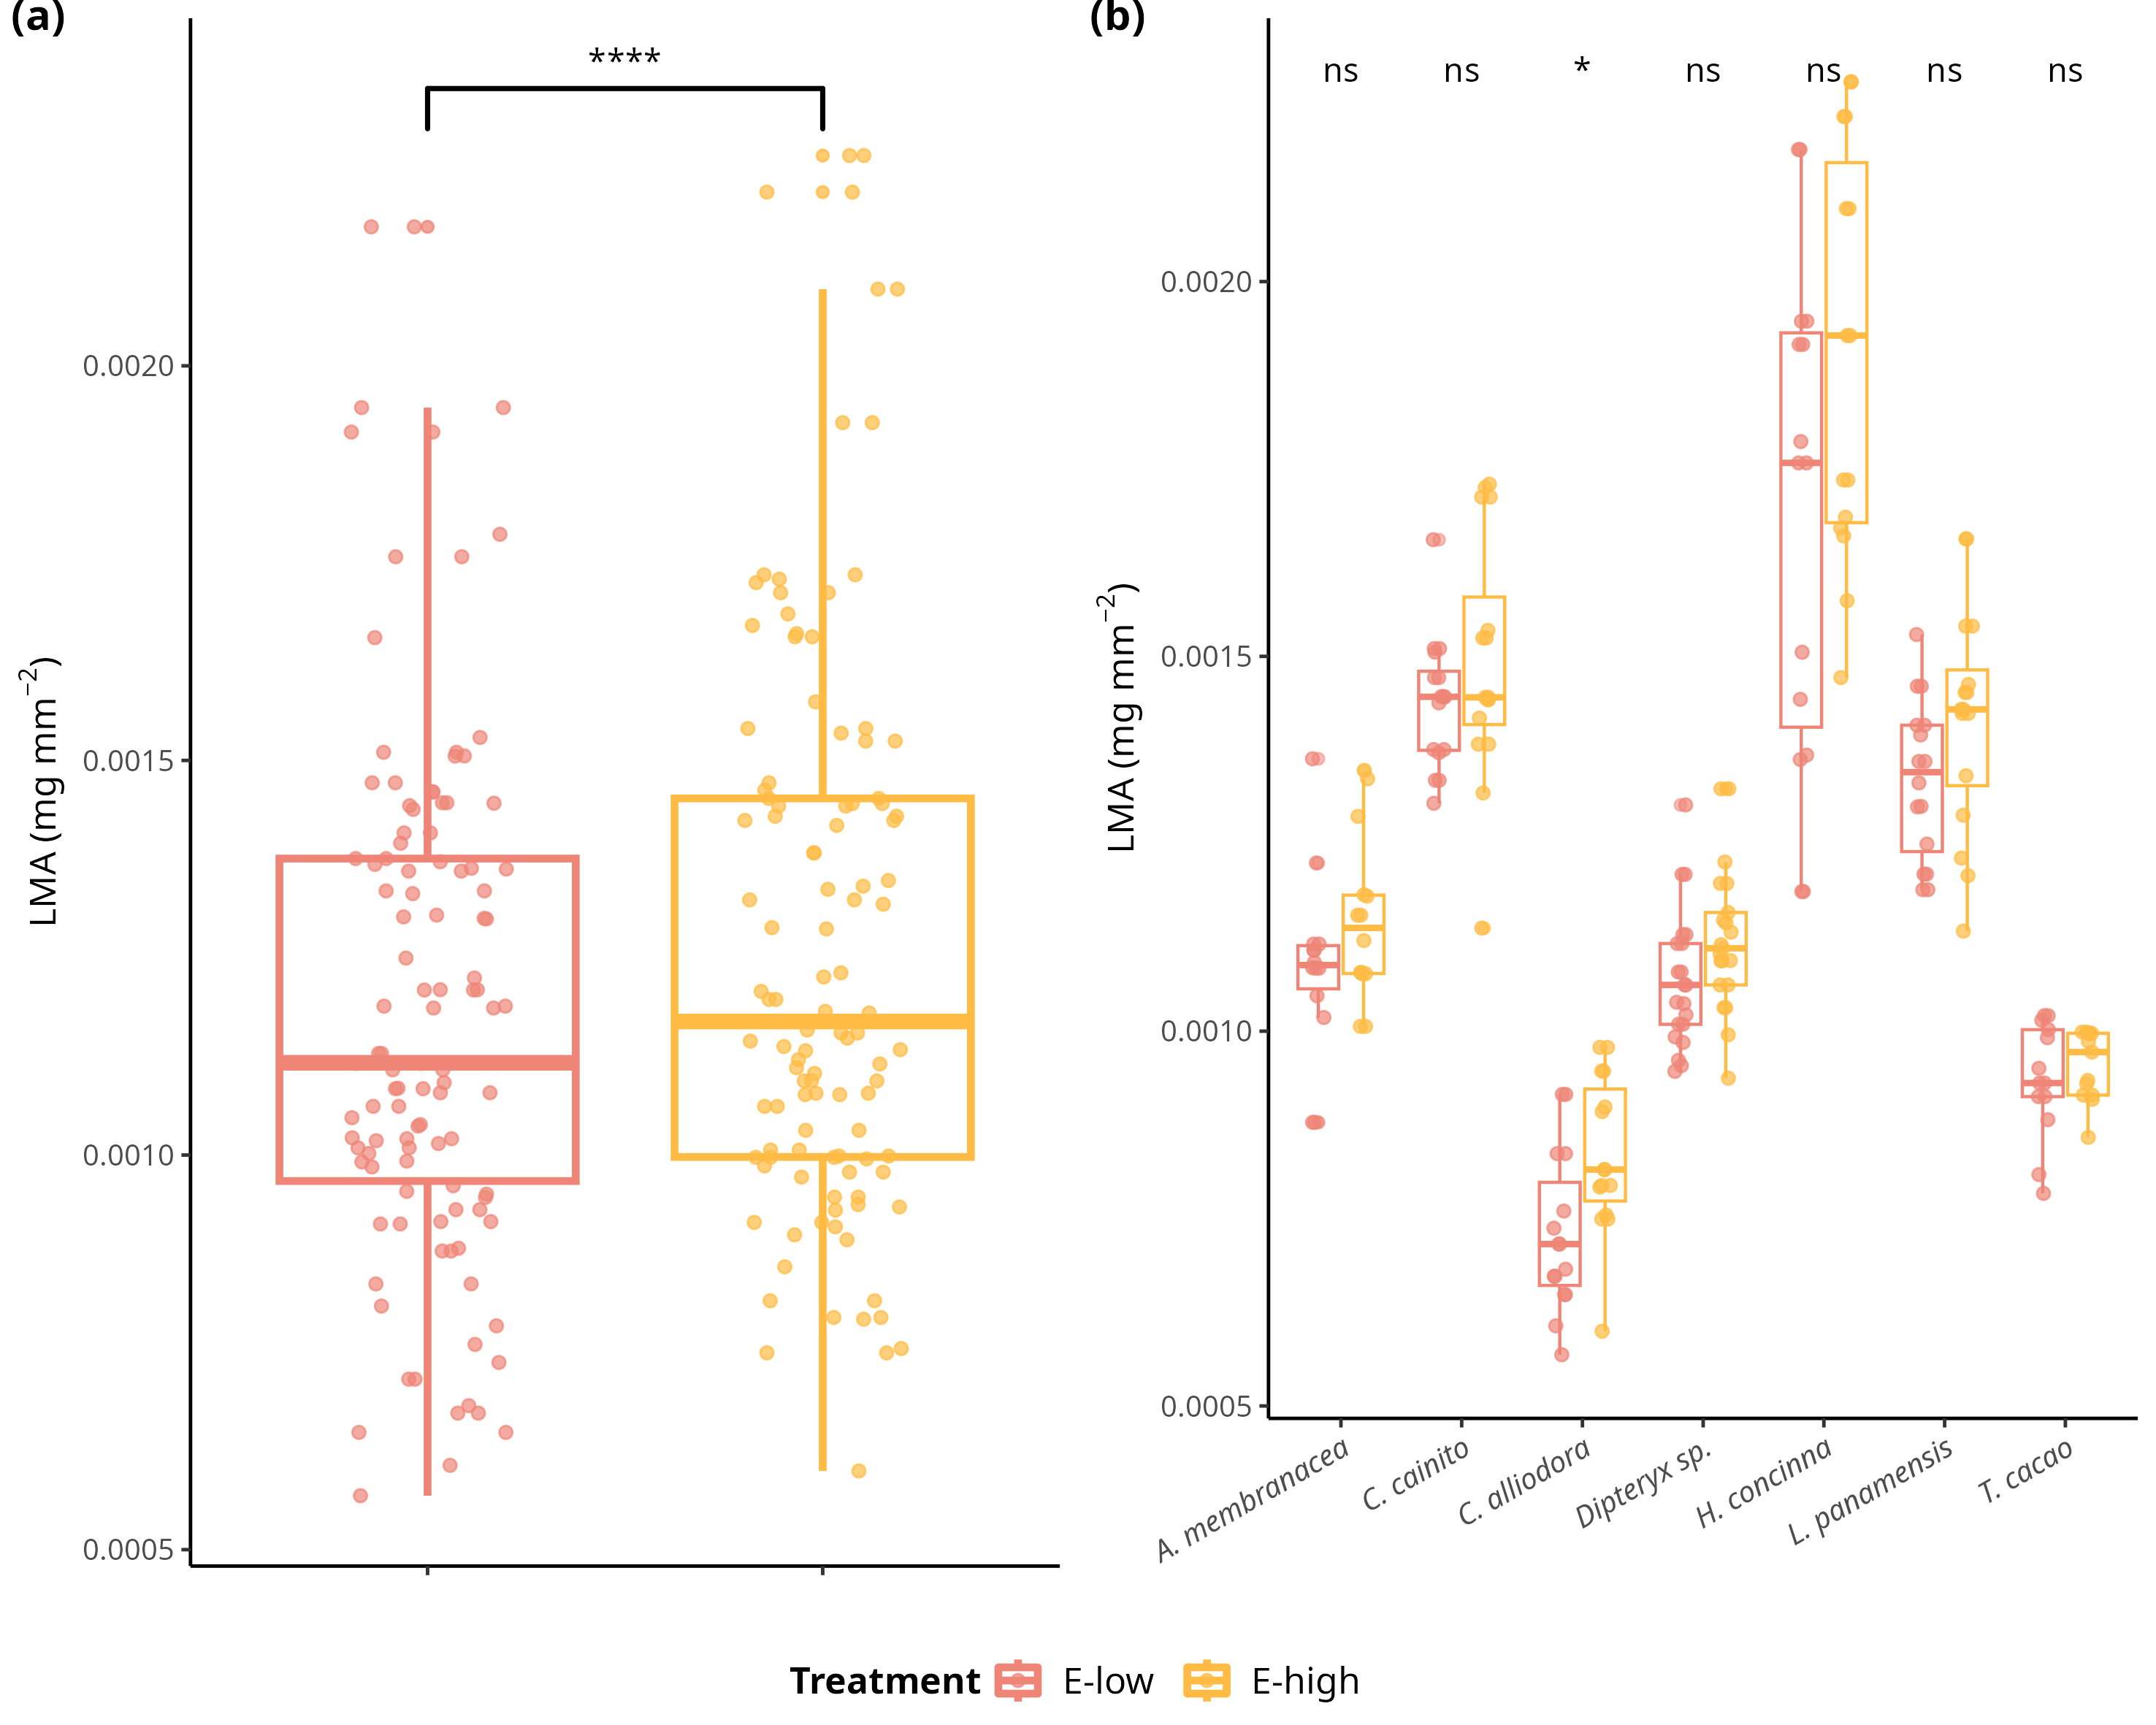 (a)
****
0.0020
0.0015
0.0010
0.0005
LMA (mg mm−2)
(b)
ns ns * ns ns ns ns
0.0020
0.0015
0.0010
0.0005
LMA (mg mm−2)
A. membranacea
C. cainito
C. alliodora
Dipteryx sp.
H. concinna
L. panamensis
T. cacao
Treatment E-low E-high